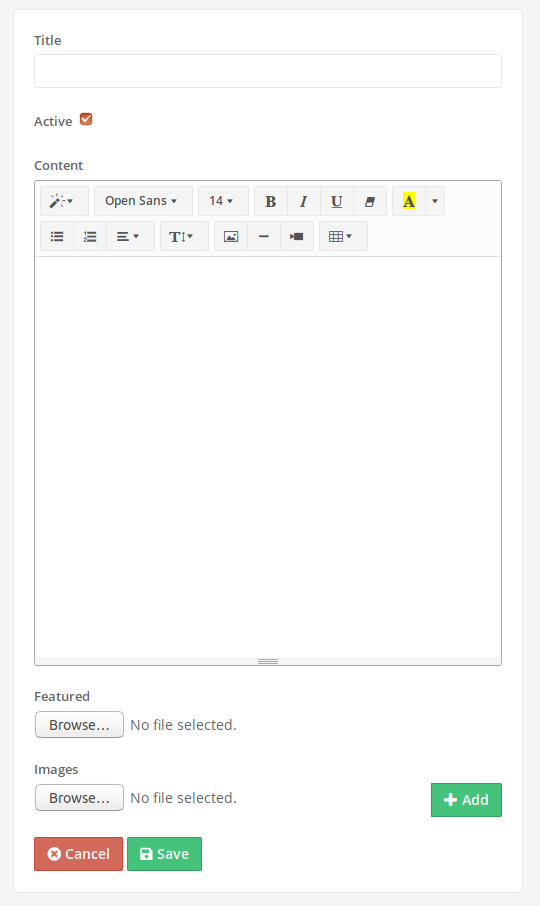 Title
Active
Content
Open Sans 14 B I U A
T
Featured
Browse... No file selected.
Images
Browse... No file selected. Add
Cancel Save